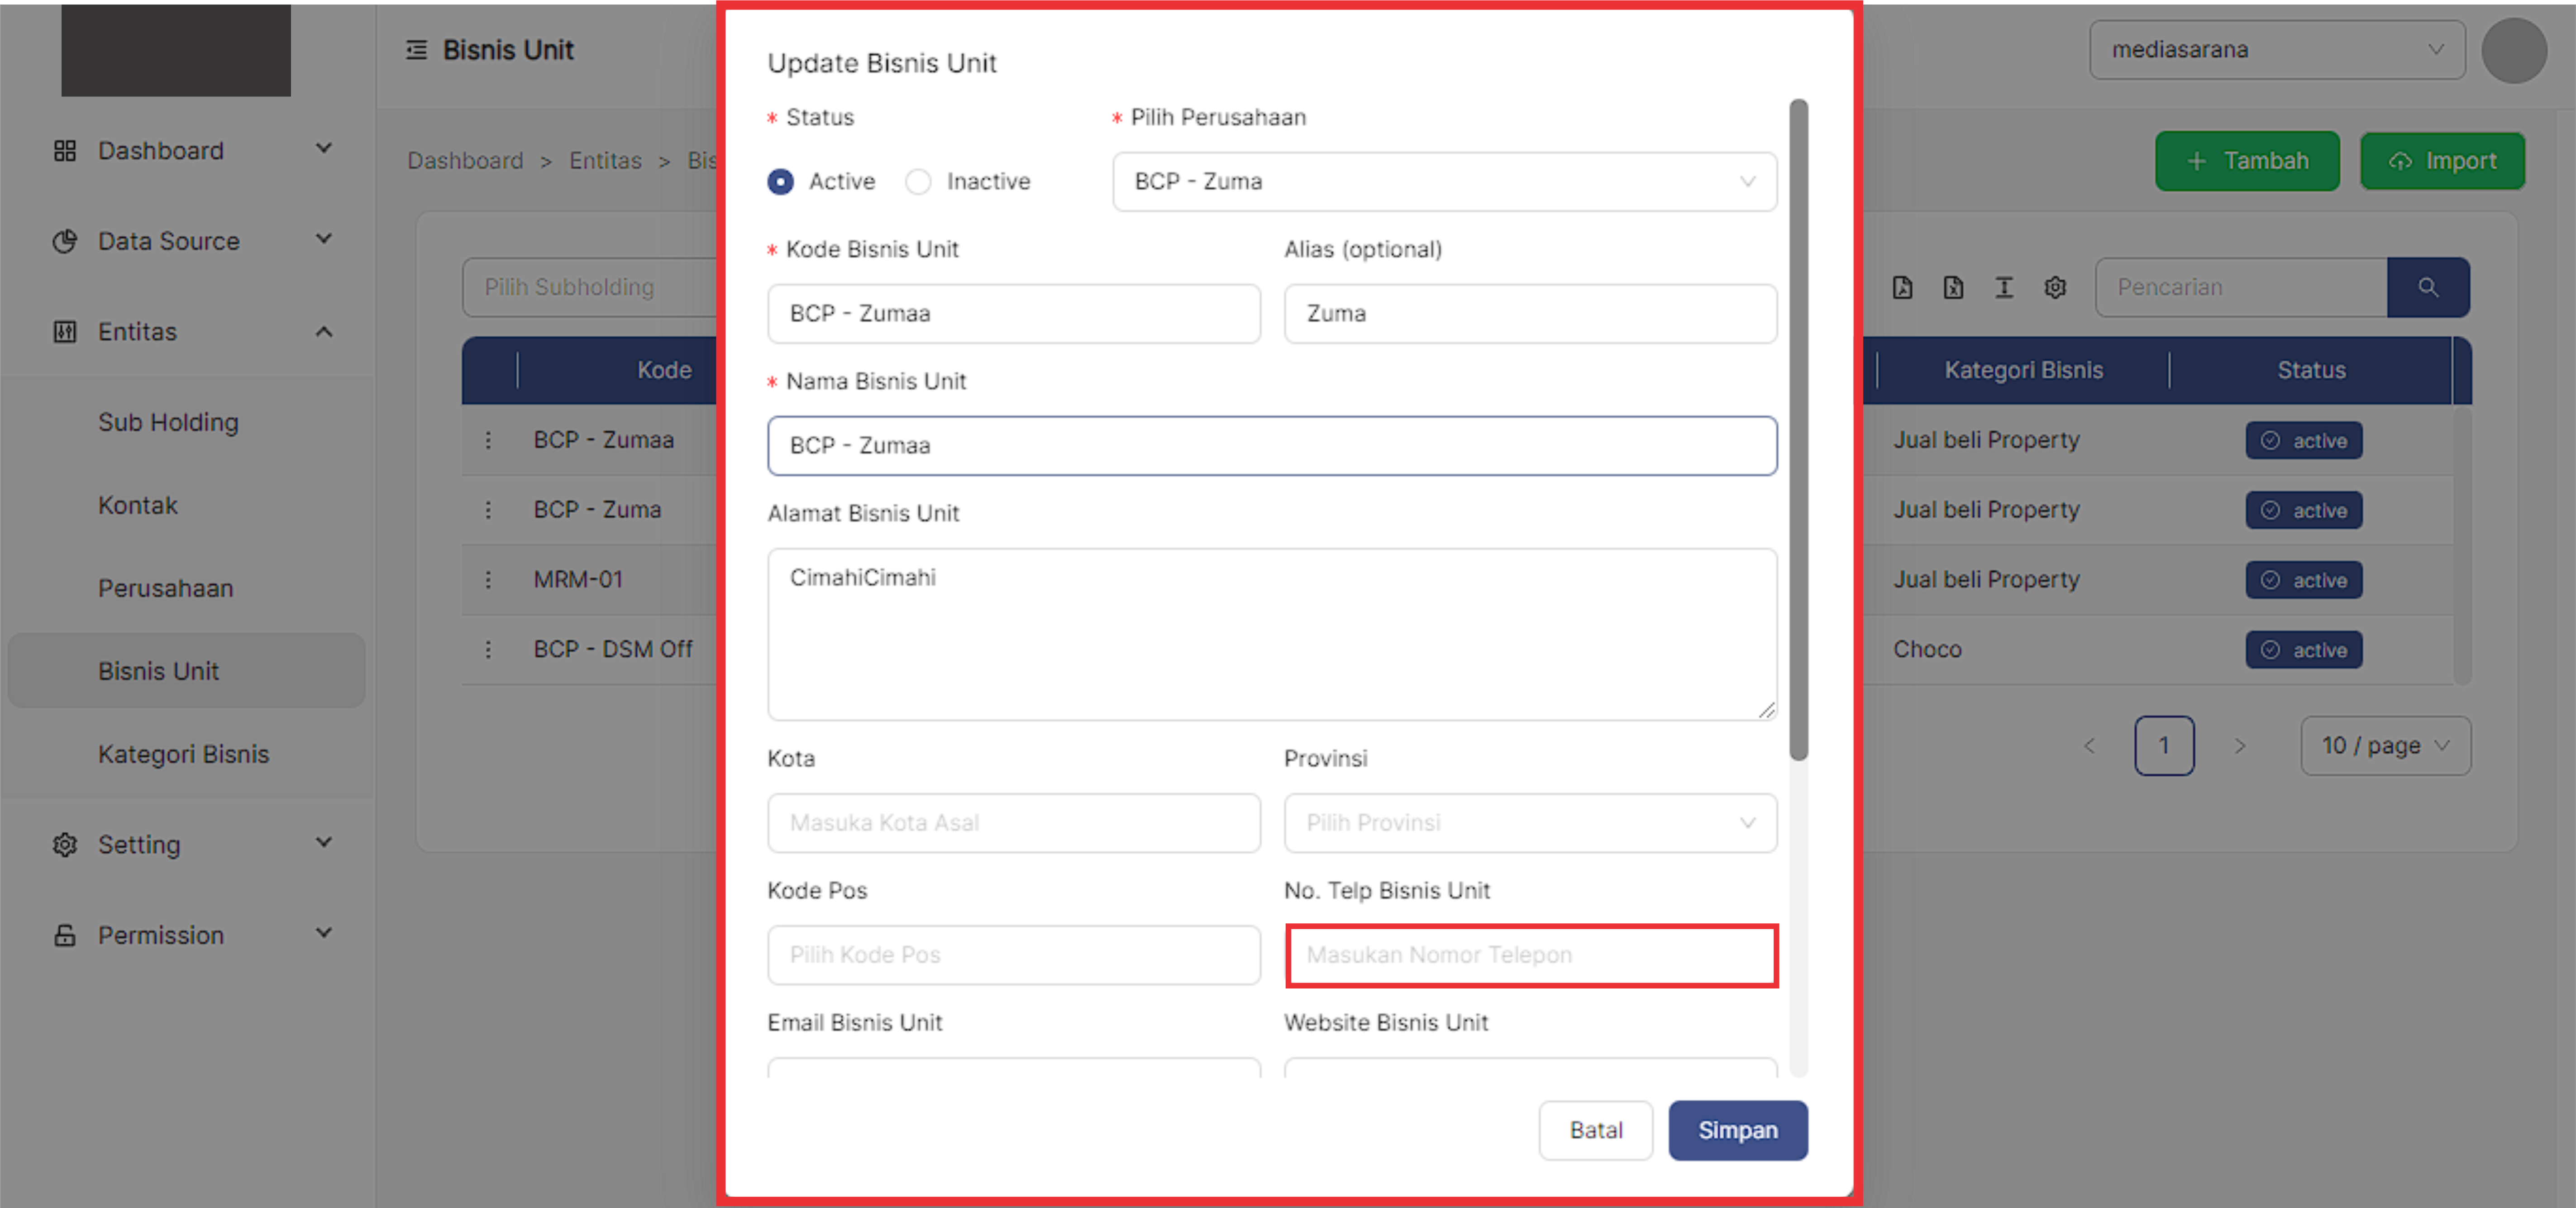 Bisnis Unit
mediasarana
Dashboard
Data Source
Entitas
Sub Holding
Kontak
Perusahaan
Bisnis Unit
Kategori Bisnis
Setting
Permission
Dashboard > Entitas > Bis
+ Tambah
Import
Pilih Subholding
Pencarian
Kode
Kategori Bisnis
Status
BCP - Zumaa
Jual beli Property
active
BCP - Zuma
Jual beli Property
active
MRM-01
Jual beli Property
active
BCP - DSM Off
Choco
active
< 1 >
10 / page
Update Bisnis Unit
* Status
* Pilih Perusahaan
Active
Inactive
BCP - Zuma
* Kode Bisnis Unit
Alias (optional)
BCP - Zumaa
Zuma
* Nama Bisnis Unit
BCP - Zumaa
Alamat Bisnis Unit
CimahiCimahi
Kota
Provinsi
Masuka Kota Asal
Pilih Provinsi
Kode Pos
No. Telp Bisnis Unit
Pilih Kode Pos
Masukan Nomor Telepon
Email Bisnis Unit
Website Bisnis Unit
Batal
Simpan